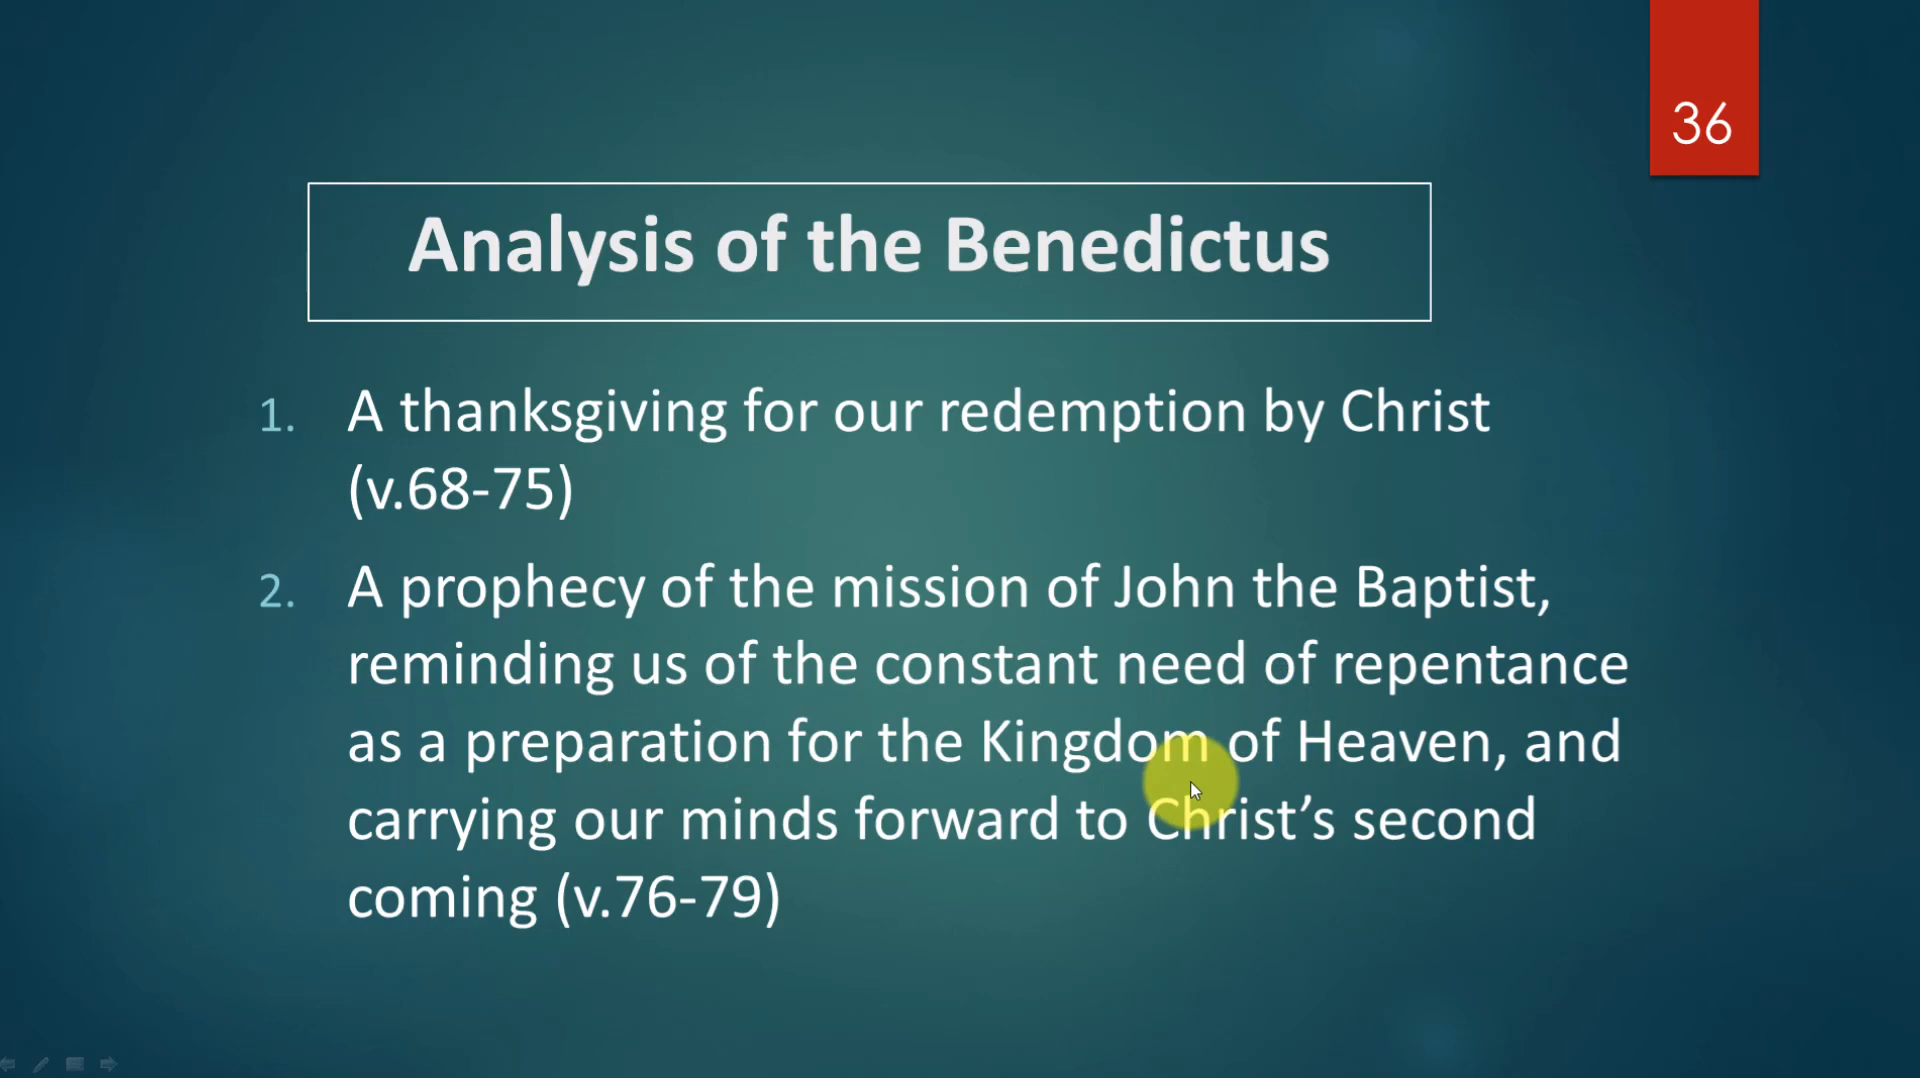 36
Analysis of the Benedictus
1. A thanksgiving for our redemption by Christ
(v.68-75)
2. A prophecy of the mission of John the Baptist,
reminding us of the constant need of repentance
as a preparation for the Kingdom of Heaven, and
carrying our minds forward to Christ’s second
coming (v.76-79)